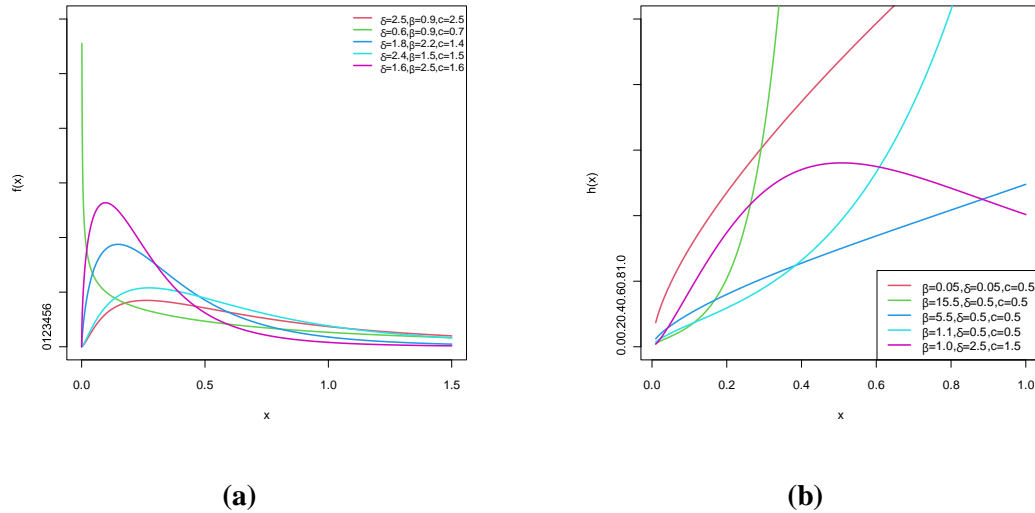 δ=2.5,β=0.9,c=2.5
δ=0.6,β=0.9,c=0.7
δ=1.8,β=2.2,c=1.4
δ=2.4,β=1.5,c=1.5
δ=1.6,β=2.5,c=1.6
f(x)
0123456
0.0 0.5 1.0 1.5
x
(a)
h(x)
0.00.20.40.60.81.0
β=0.05,δ=0.05,c=0.5
β=15.5,δ=0.5,c=0.5
β=5.5,δ=0.5,c=0.5
β=1.1,δ=0.5,c=0.5
β=1.0,δ=2.5,c=1.5
0.0 0.2 0.4 0.6 0.8 1.0
x
(b)